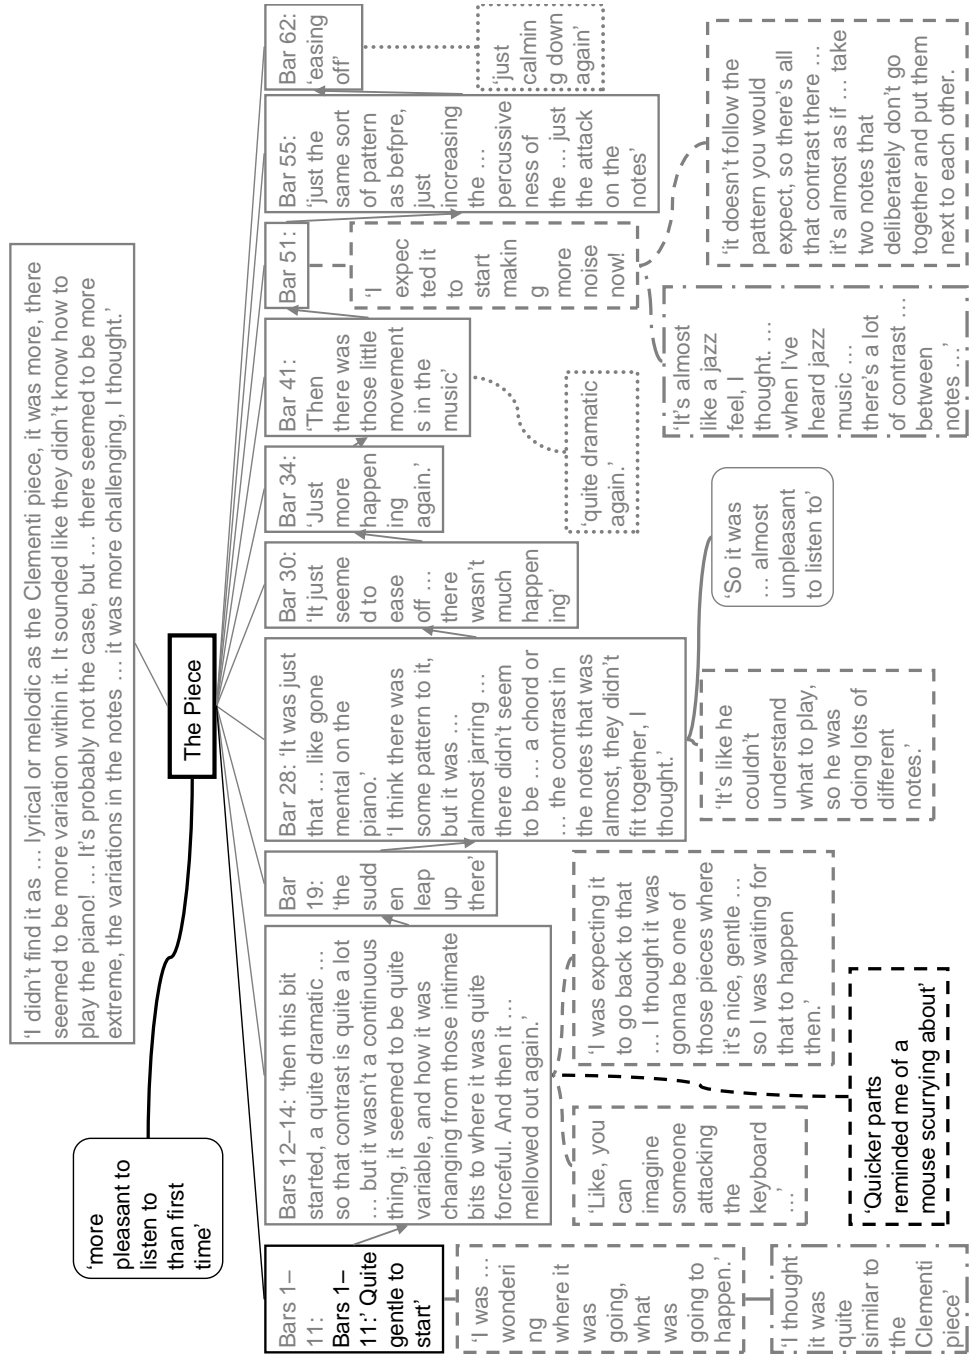 ‘I didn’t find it as … lyrical or melodic as the Clementi piece, it was more, there
seemed to be more variation within it. It sounded like they didn’t know how to
play the piano! … It’s probably not the case, but … there seemed to be more
extreme, the variations in the notes … it was more challenging, I thought.’
‘more
pleasant to
listen to
than first
time’
The Piece
Bars 1–
11:
Bars 1–
11:’ Quite
gentle to
start’
Bars 12–14: ‘then this bit
started, a quite dramatic …
so that contrast is quite a lot
… but it wasn’t a continuous
thing, it seemed to be quite
variable, and how it was
changing from those intimate
bits to where it was quite
forceful. And then it …
mellowed out again.’
Bar
19:
‘the
sudd
en
leap
up
there’
Bar 28: ‘It was just
that … like gone
mental on the
piano.’
‘I think there was
some pattern to it,
but it was …
almost jarring …
there didn’t seem
to be … a chord or
… the contrast in
the notes that was
almost, they didn’t
fit together, I
thought.’
Bar 30:
‘It just
seeme
d to
ease
off …
there
wasn’t
much
happen
ing’
Bar 34:
‘Just
more
happen
ing
again.’
Bar 41:
‘Then
there was
those little
movement
s in the
music’
Bar 51:
Bar 55:
‘just the
same sort
of pattern
as befpre,
just
increasing
the …
percussive
ness of
the … just
the attack
on the
notes’
Bar 62:
‘easing
off’
‘I was …
wonderi
ng
where it
was
going,
what
was
going to
happen.’
‘I thought
it was
quite
similar to
the
Clementi
piece’
‘Like, you
can
imagine
someone
attacking
the
keyboard
…’
‘I was expecting it
to go back to that
… I thought it was
gonna be one of
those pieces where
it’s nice, gentle …
so I was waiting for
that to happen
then.’
‘Quicker parts
reminded me of a
mouse scurrying about’
‘It’s like he
couldn’t
understand
what to play,
so he was
doing lots of
different
notes.’
‘So it was
… almost
unpleasant
to listen to’
‘quite dramatic
again.’
‘I
expec
ted it
to
start
makin
g
more
noise
now!
‘It’s almost
like a jazz
feel, I
thought. …
when I’ve
heard jazz
music …
there’s a lot
of contrast …
between
notes …’
‘it doesn’t follow the
pattern you would
expect, so there’s all
that contrast there …
it’s almost as if … take
two notes that
deliberately don’t go
together and put them
next to each other.
‘just
calmin
g down
again’